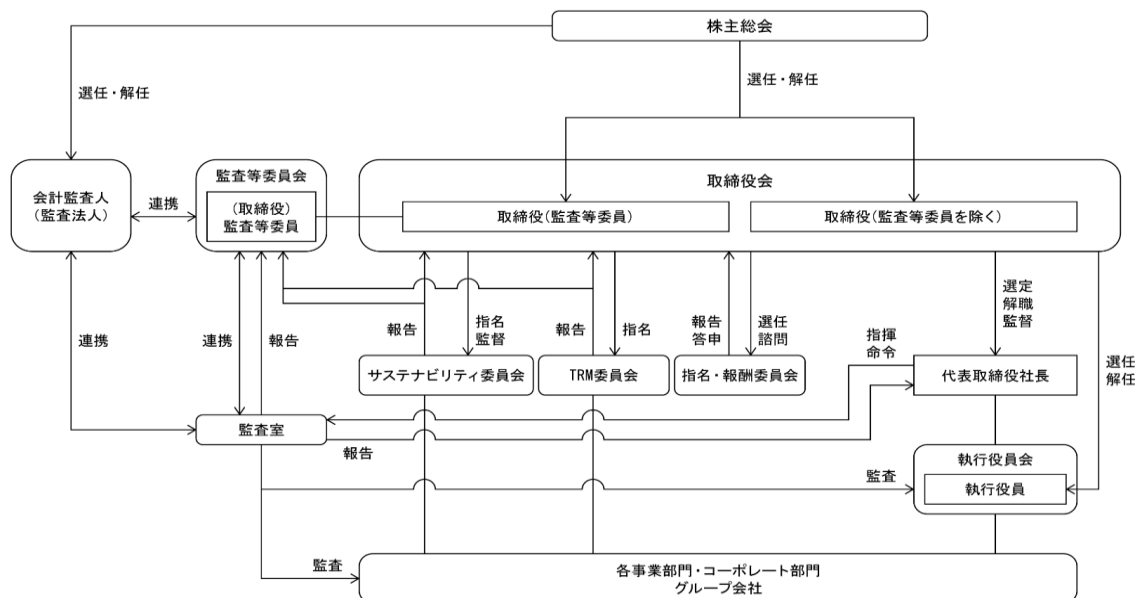 株主総会
選任・解任
選任・解任
会計監査人
(監査法人)
連携
監査等委員会
(取締役)
監査等委員
取締役会
取締役(監査等委員)
取締役(監査等委員を除く)
連携
連携
報告
報告
指名
監督
報告
指名
報告
答申
選任
諮問
指揮
命令
選定
解職
監督
選任
解任
サステナビリティ委員会
TRM委員会
指名・報酬委員会
代表取締役社長
監査室
報告
執行役員会
執行役員
監査
監査
各事業部門・コーポレート部門
グループ会社